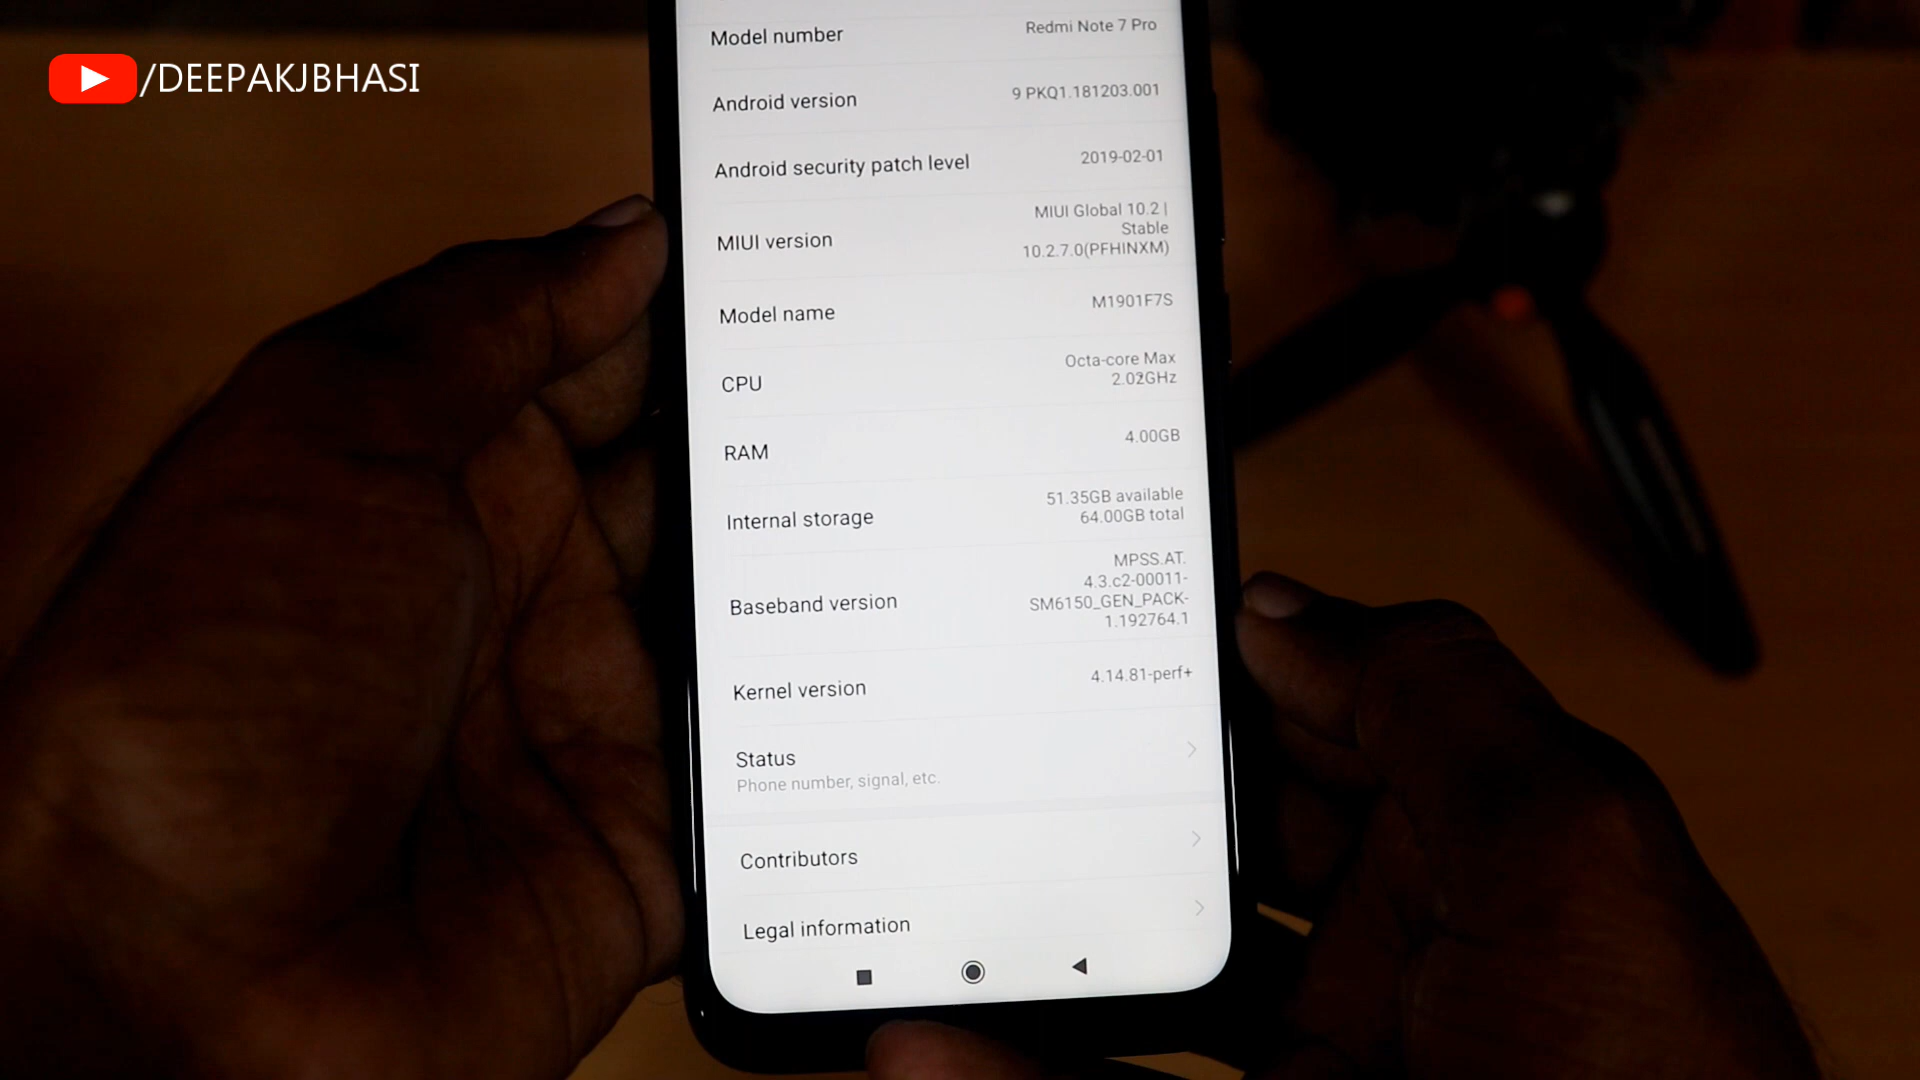 /DEEPAKJBHASI
Model number Redmi Note 7 Pro
Android version 9 PKQ1.181203.001
Android security patch level 2019-02-01
MIUI version MIUI Global 10.2 |
Stable
10.2.7.0(PFHINXM)
Model name M1901F7S
CPU Octa-core Max
2.02GHz
RAM 4.00GB
Internal storage 51.35GB available
64.00GB total
Baseband version MPSS.AT.
4.3.c2-00011-
SM6150_GEN_PACK-
1.192764.1
Kernel version 4.14.81-perf+
Status
Phone number, signal, etc.
Contributors
Legal information